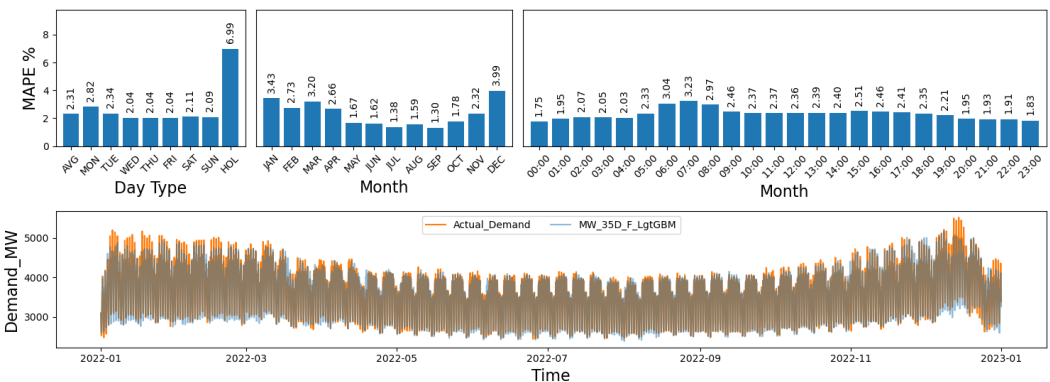 MAPE %
8
6
4
2
0
2.31 2.82 2.34 2.04 2.04 2.04 2.11 2.09 6.99
AVG MON TUE WED THU FRI SAT SUN HOL
Day Type
3.43 2.73 3.20 2.66 1.67 1.62 1.38 1.59 1.30 1.78 2.32 3.99
JAN FEB MAR APR MAY JUN JUL AUG SEP OCT NOV DEC
Month
1.75 1.95 2.07 2.05 2.03 2.33 3.04 3.23 2.97 2.46 2.37 2.37 2.36 2.39 2.40 2.51 2.46 2.41 2.35 2.21 1.95 1.93 1.91 1.83
00:00 01:00 02:00 03:00 04:00 05:00 06:00 07:00 08:00 09:00 10:00 11:00 12:00 13:00 14:00 15:00 16:00 17:00 18:00 19:00 20:00 21:00 22:00 23:00
Month
Demand_MW
5000
4000
3000
Actual_Demand MW_35D_F_LgtGBM
2022-01 2022-03 2022-05 2022-07 2022-09 2022-11 2023-01
Time